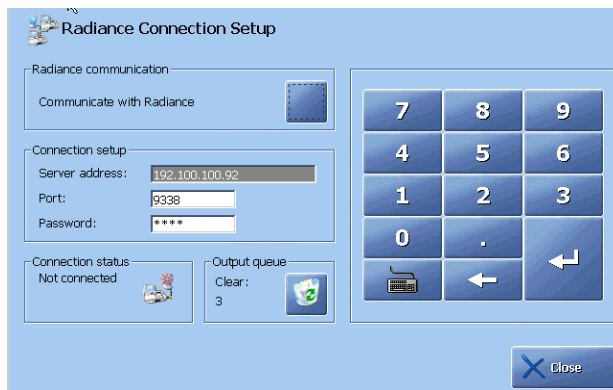 Radiance Connection Setup
Radiance communication
Communicate with Radiance
Connection setup
Server address: 192.100.100.92
Port: 9338
Password: ****
Connection status
Not connected
Output queue
Clear:
3
7 8 9
4 5 6
1 2 3
0 .
Close